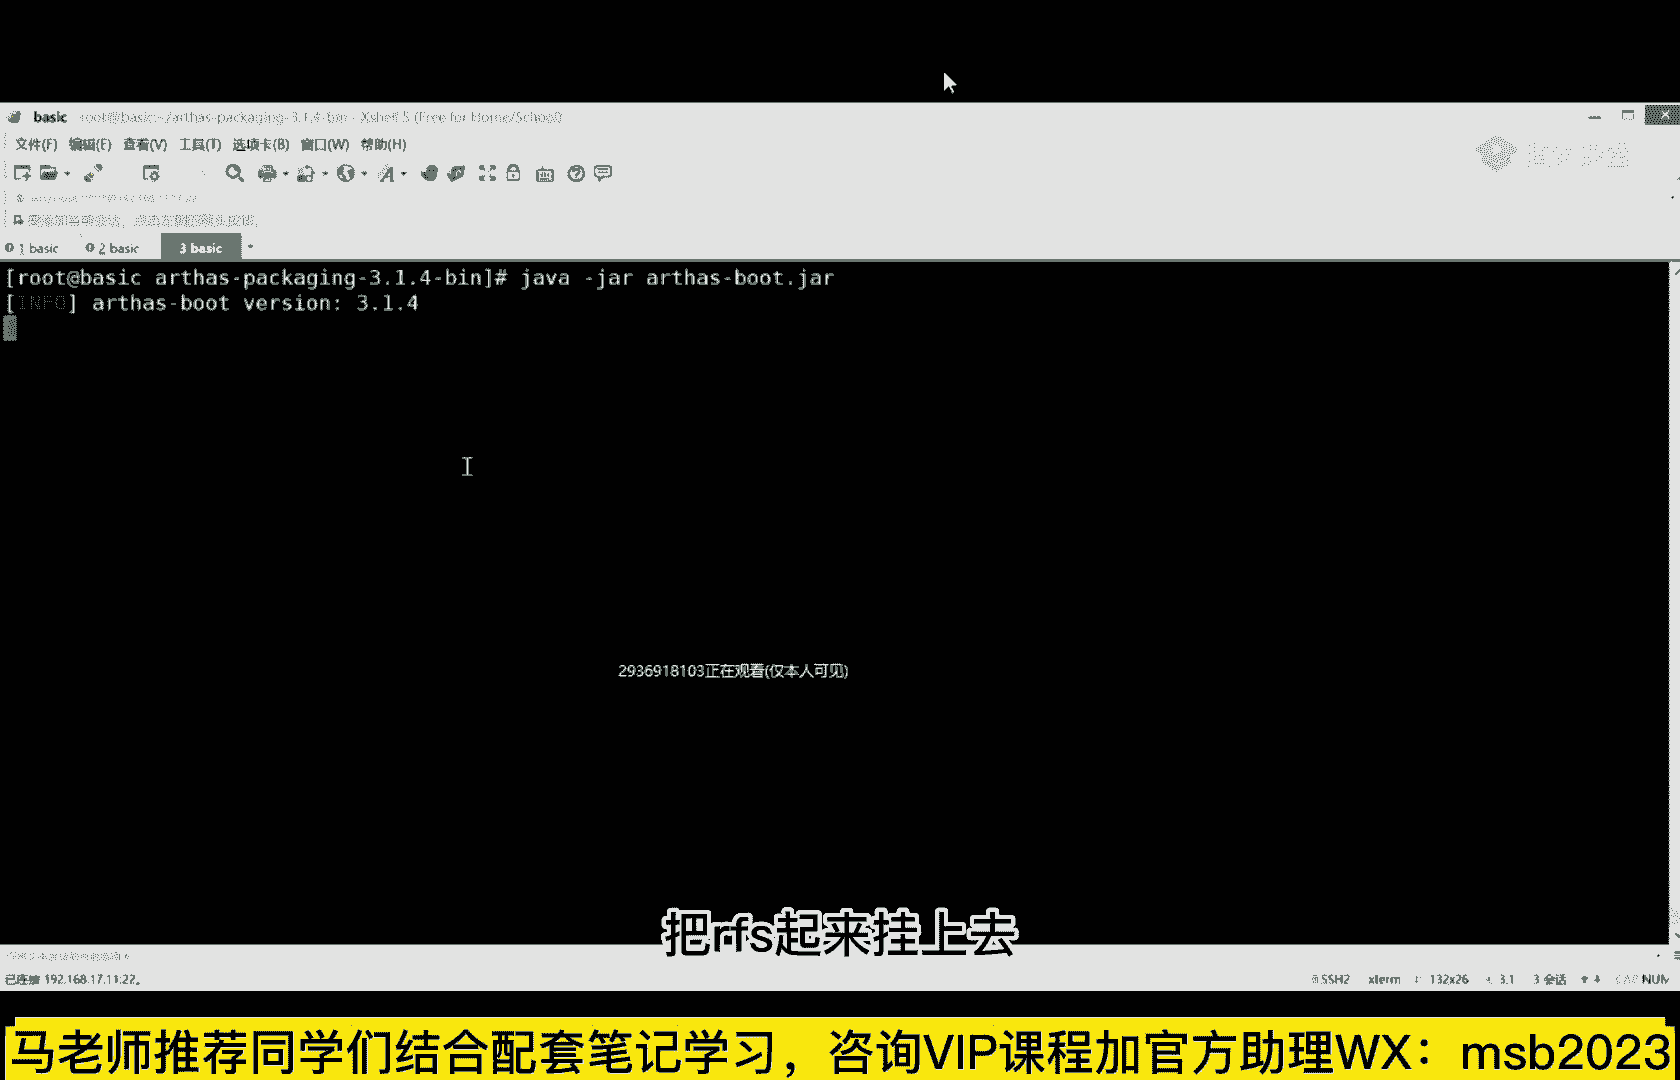 basic root@basic:~/arthas-packaging-3.1.4-bin - Xshell 5 (Free for Home/School)
文件(F) 编辑(E) 查看(V) 工具(T) 选项卡(B) 窗口(W) 帮助(H)
1 basic 2 basic 3 basic
[root@basic arthas-packaging-3.1.4-bin]# java -jar arthas-boot.jar
[INFO] arthas-boot version: 3.1.4
2936918103正在观看(仅本人可见)
把rfs起来挂上去
已连接 192.168.17.11:22。 SSH2 xterm 132x26 3.1 3 会话 CAP NUM
马老师推荐同学们结合配套笔记学习，咨询VIP课程加官方助理WX：msb2023